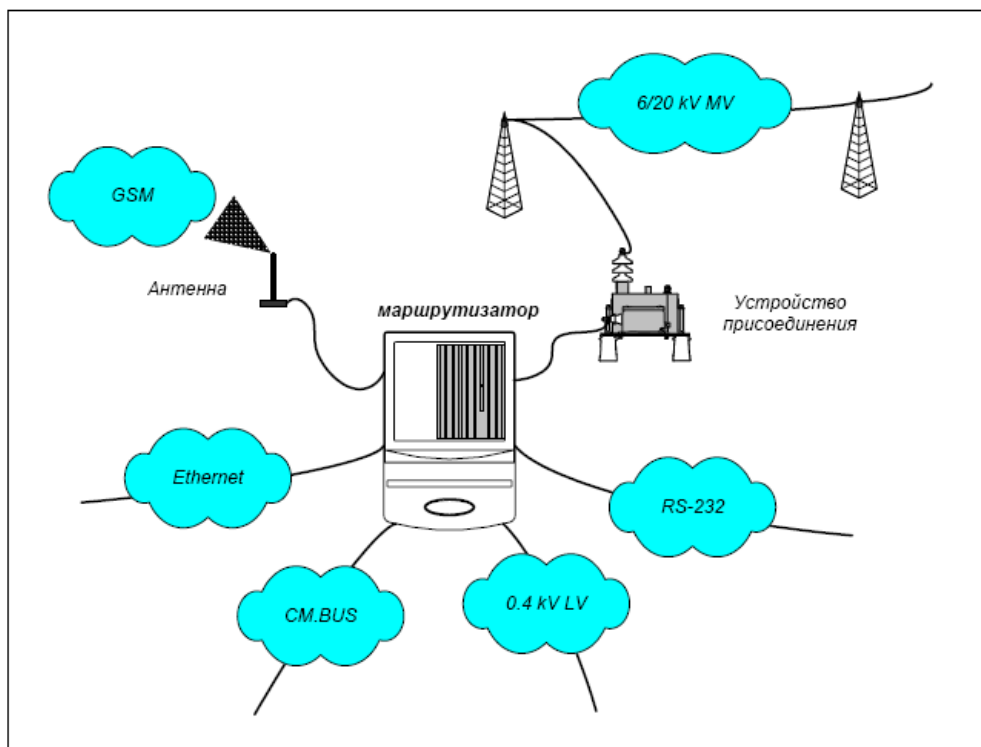 6/20 kV MV
GSM
Антенна
маршрутизатор
Устройство
присоединения
Ethernet
RS-232
CM.BUS
0.4 kV LV